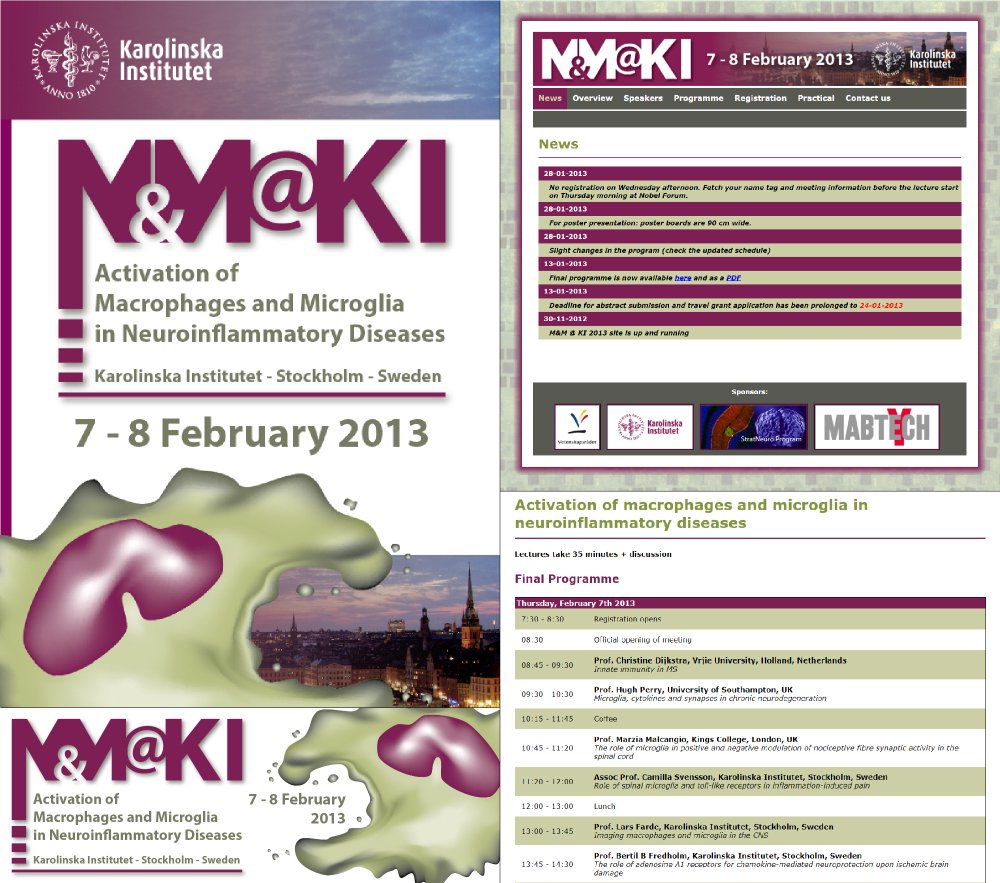 KAROLINSKA INSTITUTET
ANNO 1810
Karolinska
Institutet
M&M@KI
Activation of
Macrophages and Microglia
in Neuroinflammatory Diseases
Karolinska Institutet - Stockholm - Sweden
7 - 8 February 2013
M&M@KI
Activation of
Macrophages and Microglia
in Neuroinflammatory Diseases
Karolinska Institutet - Stockholm - Sweden
7 - 8 February
2013
M&M@KI 7 - 8 February 2013 Karolinska
Institutet
News Overview Speakers Programme Registration Practical Contact us
News
28-01-2013
No registration on Wednesday afternoon. Fetch your name tag and meeting information before the lecture start
on Thursday morning at Nobel Forum.
28-01-2013
For poster presentation: poster boards are 90 cm wide.
28-01-2013
Slight changes in the program (check the updated schedule)
13-01-2013
Final programme is now available here and as a PDF
13-01-2013
Deadline for abstract submission and travel grant application has been prolonged to 24-01-2013
30-11-2012
M&M @ KI 2013 site is up and running
Sponsors:
Vetenskapsrådet
Karolinska
Institutet
StratNeuro Program
MABTECH
Activation of macrophages and microglia in
neuroinflammatory diseases
Lectures take 35 minutes + discussion
Final Programme
Thursday, February 7th 2013
7:30 - 8:30 Registration opens
08:30 Official opening of meeting
08:45 - 09:30 Prof. Christine Dijkstra, Vrjie University, Holland, Netherlands
Innate immunity in MS
09:30 10:30 Prof. Hugh Perry, University of Southampton, UK
Microglia, cytokines and synapses in chronic neurodegeneration
10:15 - 11:45 Coffee
10:45 - 11:20 Prof. Marzia Malcangio, Kings College, London, UK
The role of microglia in positive and negative modulation of nociceptive fibre synaptic activity in the
spinal cord
11:20 - 12:00 Assoc Prof. Camilla Svensson, Karolinska Institutet, Stockholm, Sweden
Role of spinal microglia and toll-like receptors in inflammation-induced pain
12:00 - 13:00 Lunch
13:00 - 13:45 Prof. Lars Farde, Karolinska Institutet, Stockholm, Sweden
Imaging macrophages and microglia in the CNS
13:45 - 14:30 Prof. Bertil B Fredholm, Karolinska Institutet, Stockholm, Sweden
The role of adenosine A1 receptors for chemokine-mediated neuroprotection upon ischemic brain
damage